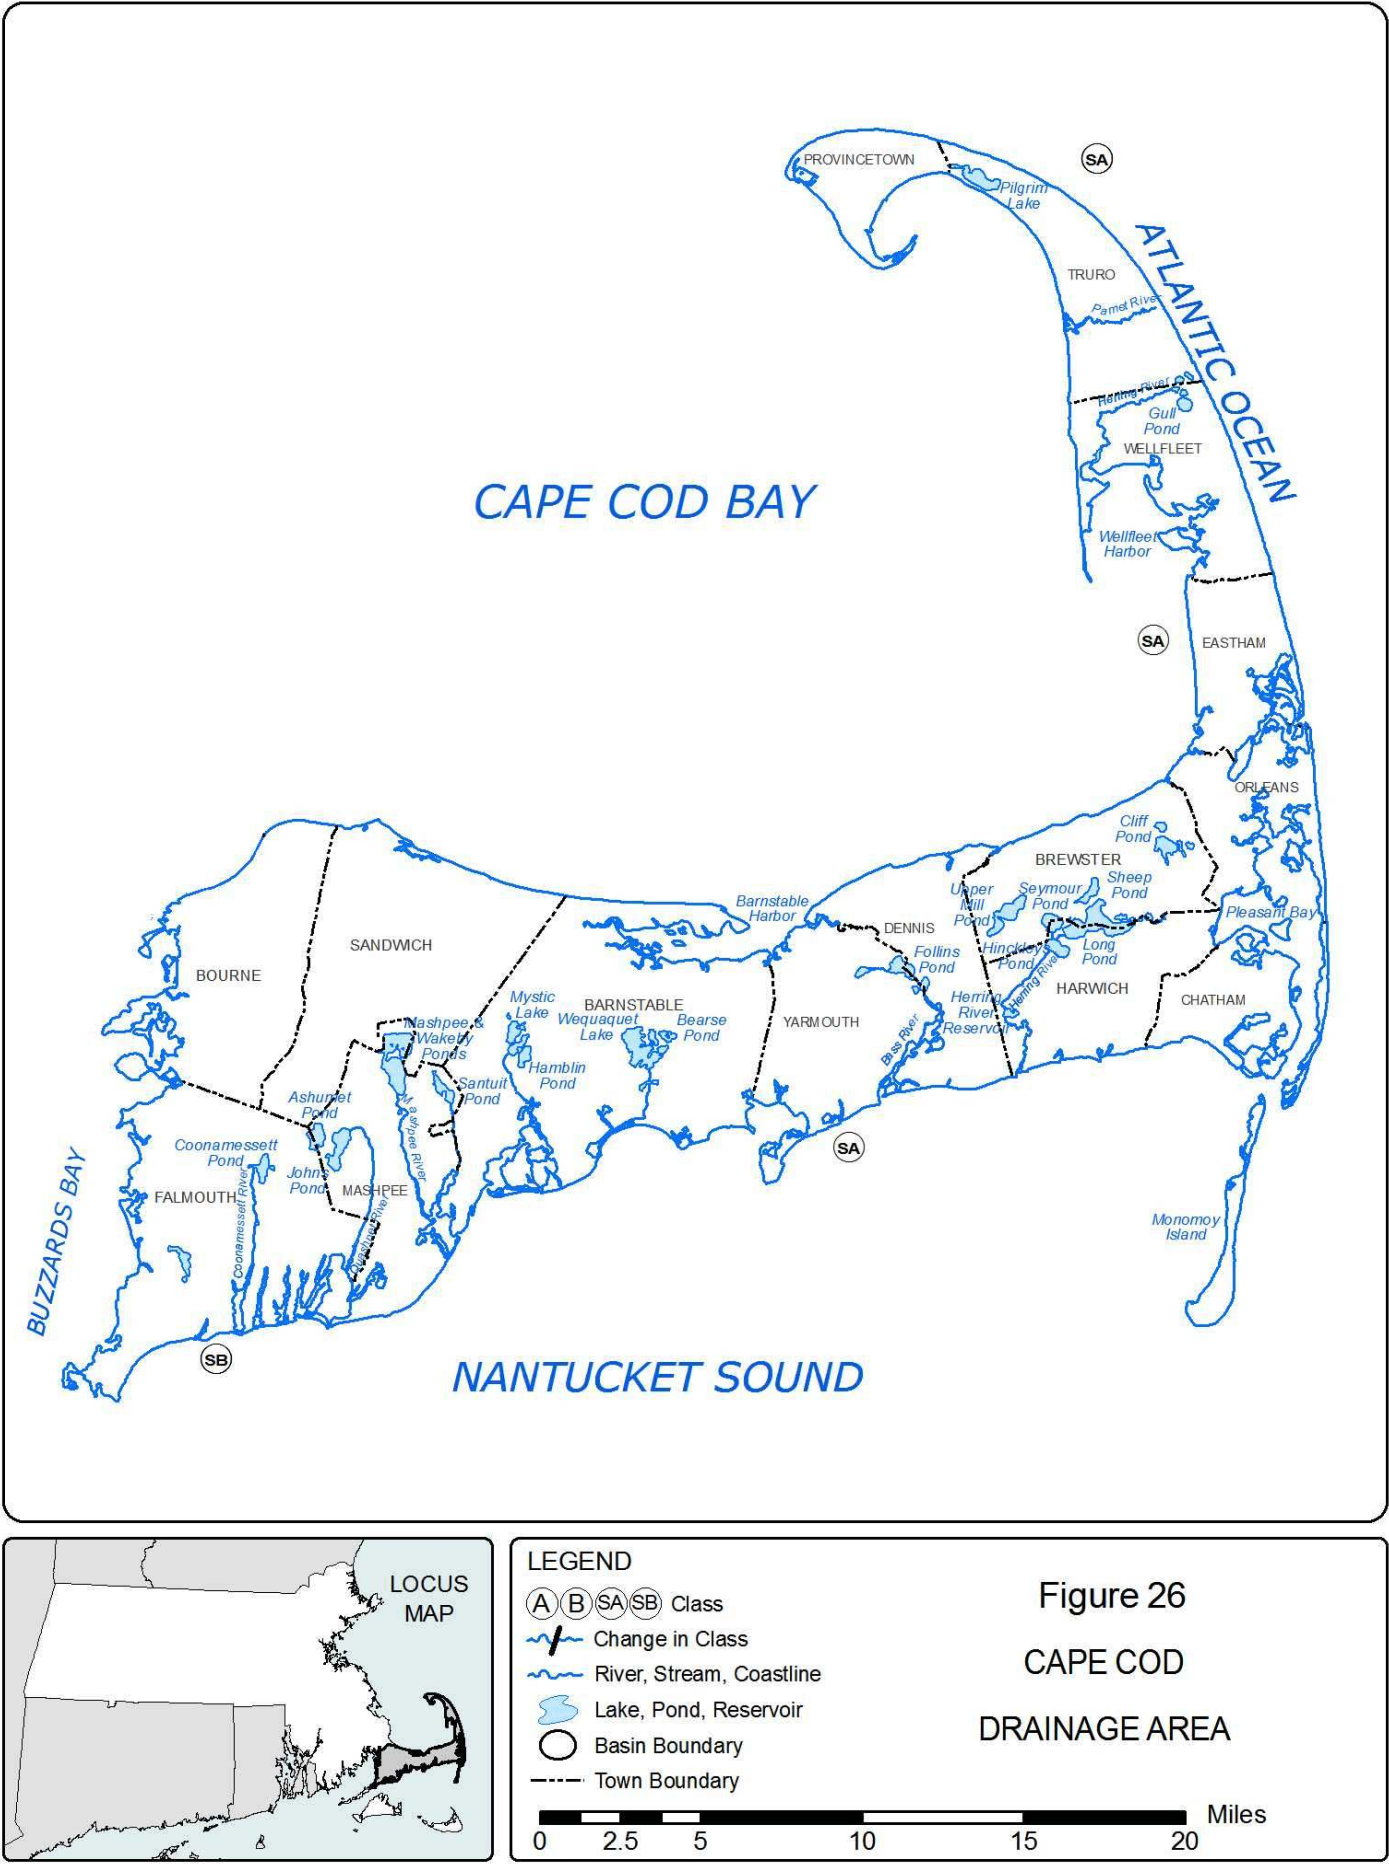 PROVINCETOWN
SA
Pilgrim
Lake
ATLANTIC OCEAN
TRURO
Pamet River
Herring River
Gull
Pond
WELLFLEET
CAPE COD BAY
Wellfleet
Harbor
SA
EASTHAM
ORLEANS
Cliff
Pond
BREWSTER
Sheep
Pond
Upper
Mill
Pond
Seymour
Pond
Barnstable
Harbor
Pleasant Bay
DENNIS
SANDWICH
Follins
Pond
Hinckleys
Pond
Long
Pond
BOURNE
Herring River
HARWICH
CHATHAM
Mystic
Lake
BARNSTABLE
Herring
River
Reservoir
Mashpee &
Wakeby
Ponds
Wequaquet
Lake
Bearse
Pond
YARMOUTH
Bass River
Hamblin
Pond
Santuit
Pond
Ashumet
Pond
Mashpee River
Coonamessett
Pond
SA
Johns
Pond
MASHPEE
FALMOUTH
Coonamessett River
Quashnet River
BUZZARDS BAY
Monomoy
Island
SB
NANTUCKET SOUND
LOCUS
MAP
LEGEND
A B SA SB Class
Change in Class
River, Stream, Coastline
Lake, Pond, Reservoir
Basin Boundary
Town Boundary
Figure 26
CAPE COD
DRAINAGE AREA
Miles
0 2.5 5 10 15 20